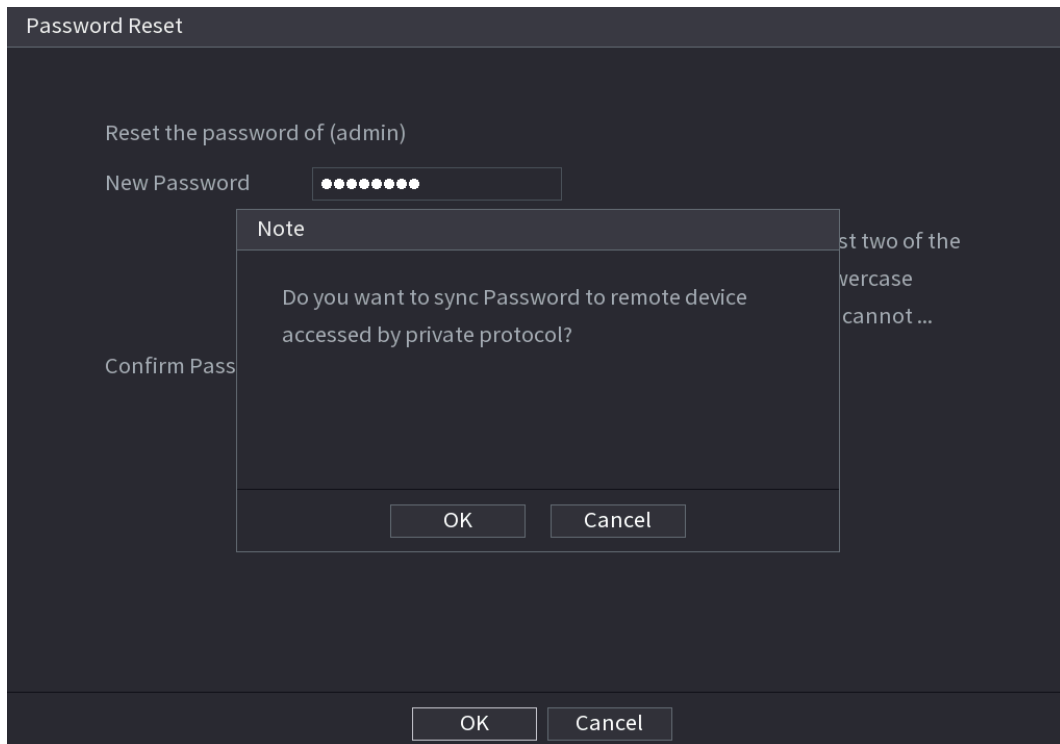 Password Reset
Reset the password of (admin)
New Password ●●●●●●●●
Note
st two of the
Do you want to sync Password to remote device
accessed by private protocol?
cannot ...
Confirm Pass
OK Cancel
OK Cancel